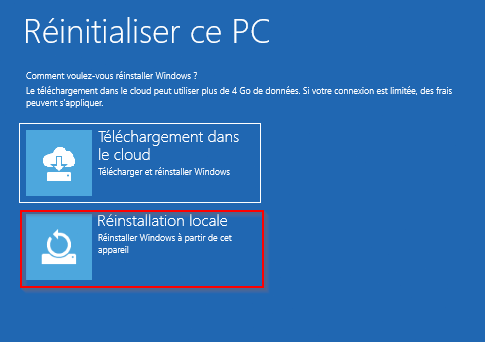 Réinitialiser ce PC
Comment voulez-vous réinstaller Windows ?
Le téléchargement dans le cloud peut utiliser plus de 4 Go de données. Si votre connexion est limitée, des frais
peuvent s'appliquer.
Téléchargement dans
le cloud
Télécharger et réinstaller Windows
Réinstallation locale
Réinstaller Windows à partir de cet
appareil